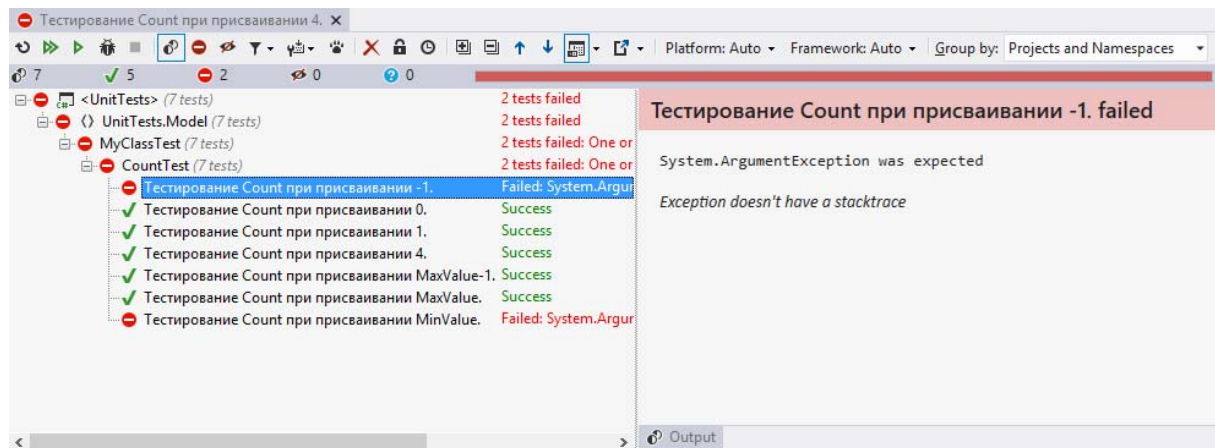 Тестирование Count при присваивании 4.
Platform: Auto Framework: Auto Group by: Projects and Namespaces
7 5 2 0 0
<UnitTests> (7 tests) 2 tests failed
UnitTests.Model (7 tests) 2 tests failed
MyClassTest (7 tests) 2 tests failed: One or
CountTest (7 tests) 2 tests failed: One or
Тестирование Count при присваивании -1. Failed: System.Argur
Тестирование Count при присваивании 0. Success
Тестирование Count при присваивании 1. Success
Тестирование Count при присваивании 4. Success
Тестирование Count при присваивании MaxValue-1. Success
Тестирование Count при присваивании MaxValue. Success
Тестирование Count при присваивании MinValue. Failed: System.Argur
Тестирование Count при присваивании -1. failed
System.ArgumentException was expected
Exception doesn't have a stacktrace
Output